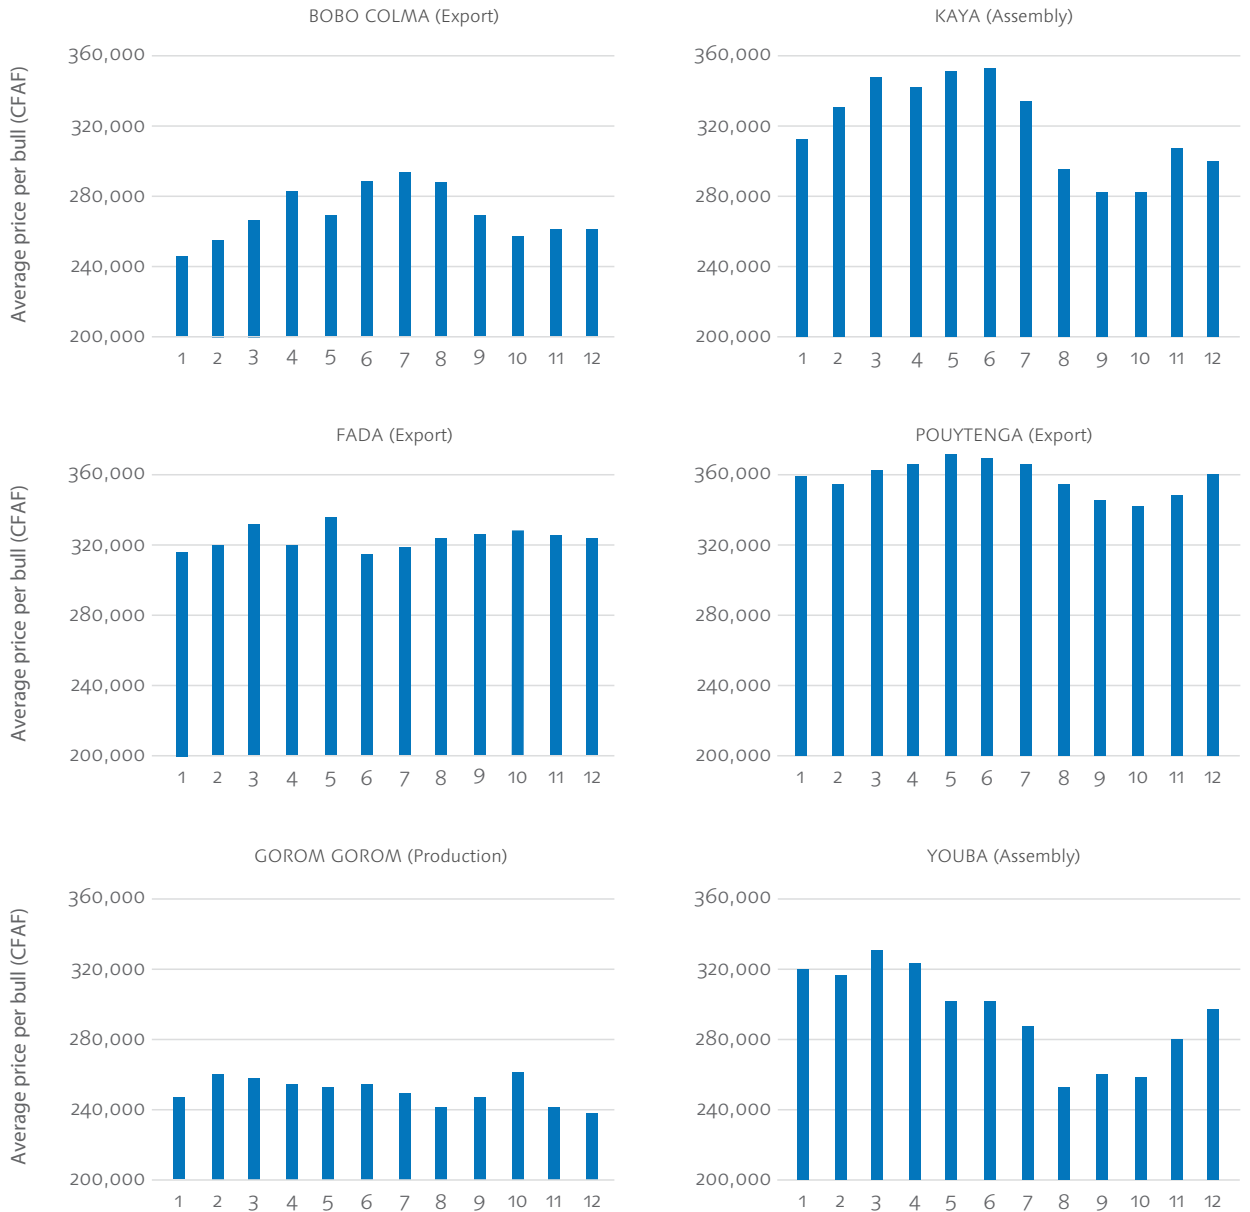 BOBO COLMA (Export)
Average price per bull (CFAF)
360,000
320,000
280,000
240,000
200,000
1 2 3 4 5 6 7 8 9 10 11 12
KAYA (Assembly)
360,000
320,000
280,000
240,000
200,000
1 2 3 4 5 6 7 8 9 10 11 12
FADA (Export)
Average price per bull (CFAF)
360,000
320,000
280,000
240,000
200,000
1 2 3 4 5 6 7 8 9 10 11 12
POUYTENGA (Export)
360,000
320,000
280,000
240,000
200,000
1 2 3 4 5 6 7 8 9 10 11 12
GOROM GOROM (Production)
Average price per bull (CFAF)
360,000
320,000
280,000
240,000
200,000
1 2 3 4 5 6 7 8 9 10 11 12
YOUBA (Assembly)
360,000
320,000
280,000
240,000
200,000
1 2 3 4 5 6 7 8 9 10 11 12